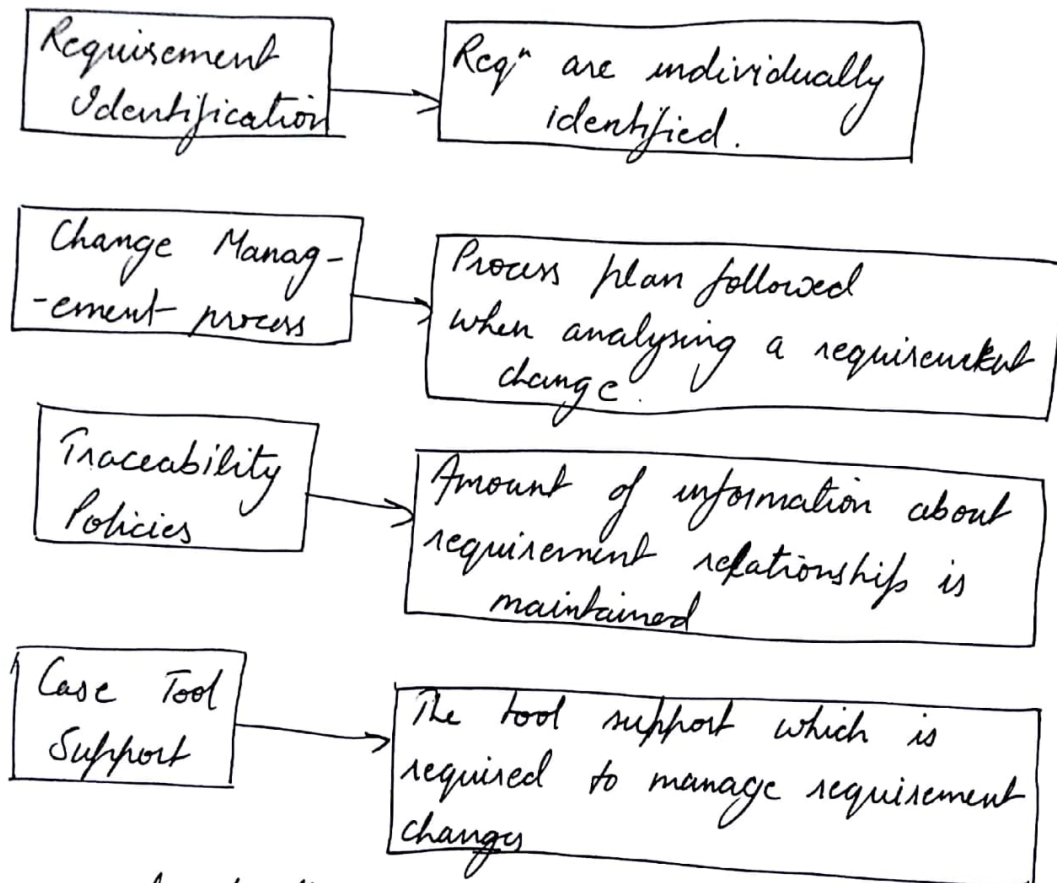 Requirement
Identification
Reqⁿ are individually
identified.
Change Manag-
-ement process
Process plan followed
when analysing a requirement
change.
Traceability
Policies
Amount of information about
requirement relationship is
maintained
Case Tool
Support
The tool support which is
required to manage requirement
changes